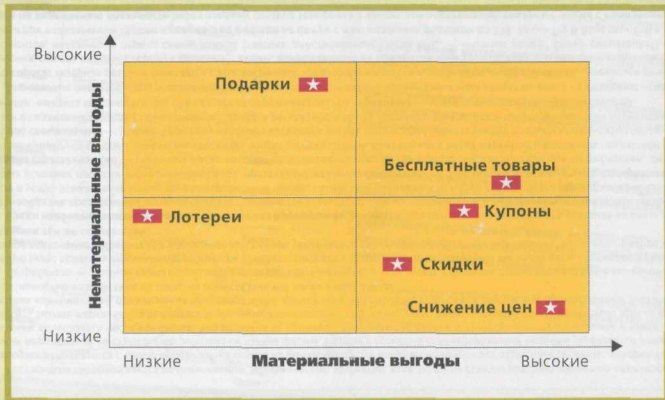 Высокие
Нематериальные выгоды
Подарки
Бесплатные товары
Лотереи
Купоны
Скидки
Снижение цен
Низкие
Низкие
Материальные выгоды
Высокие